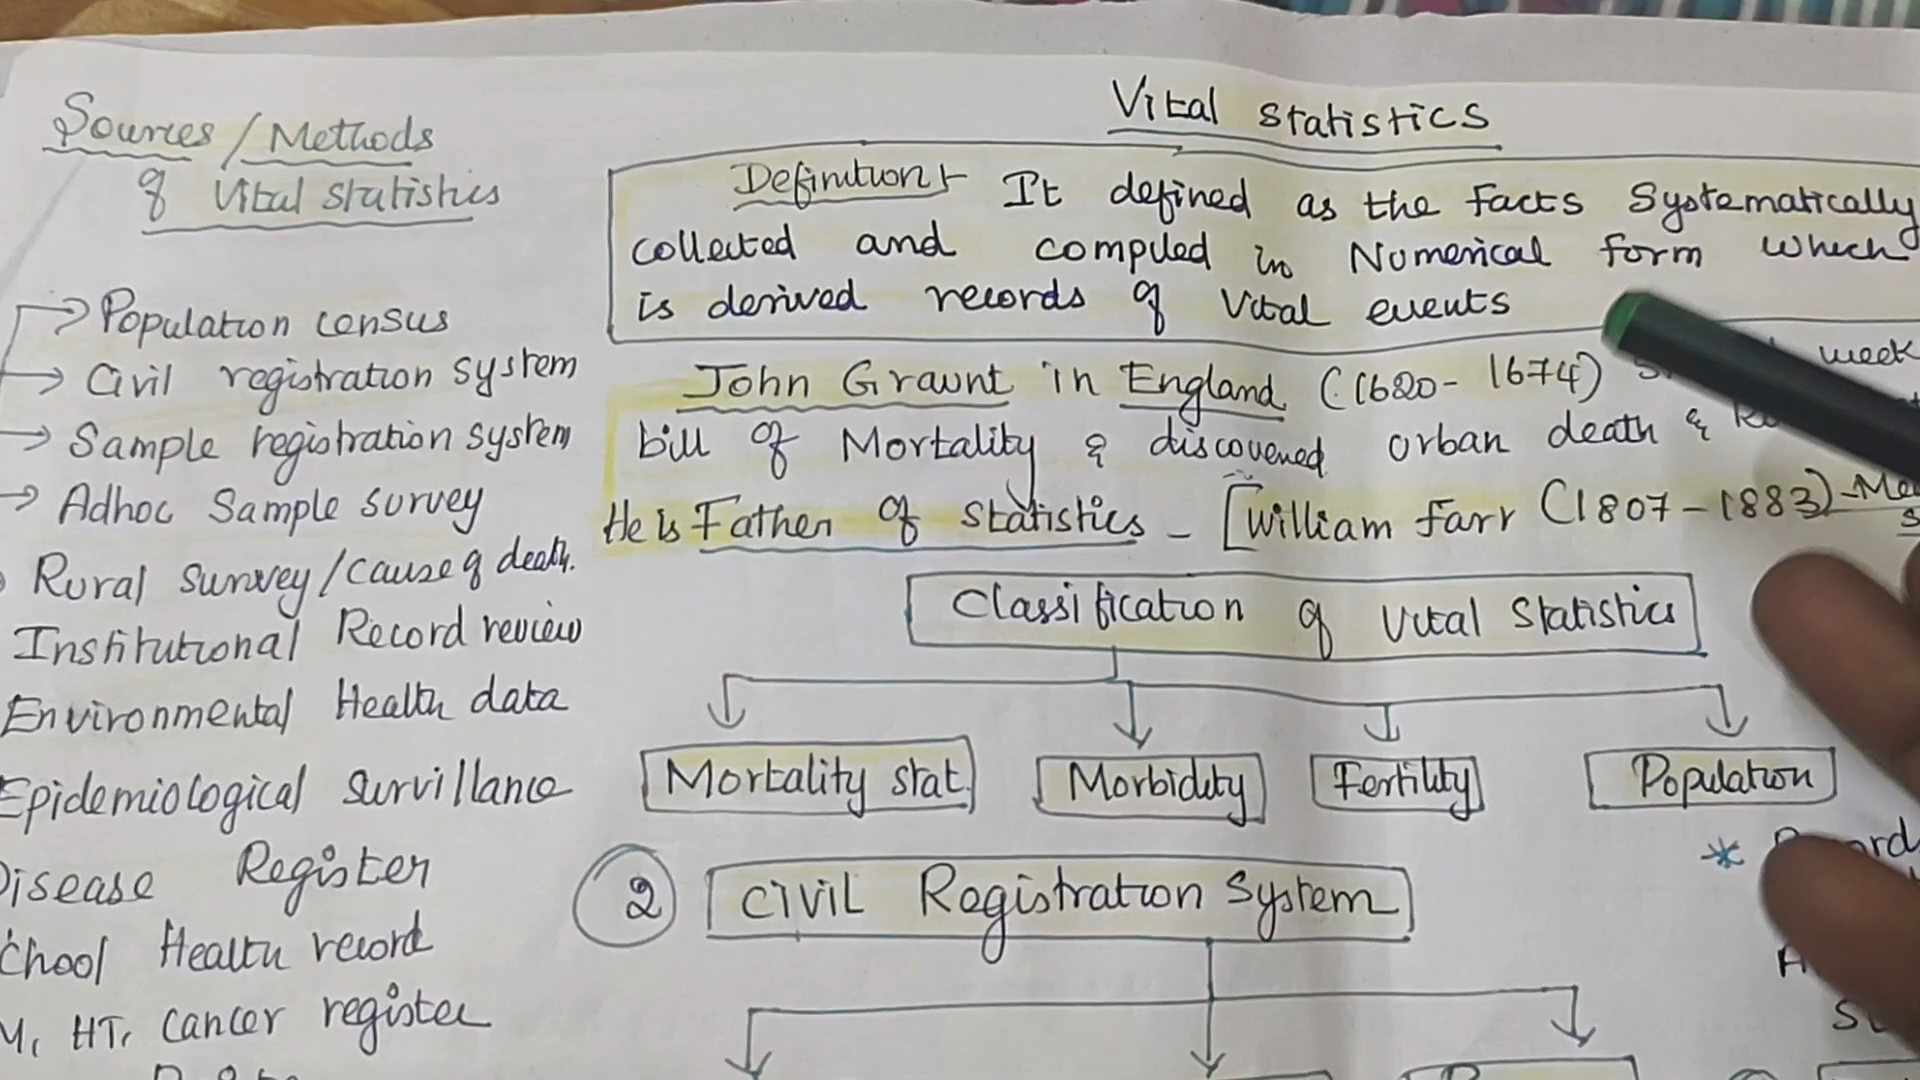 Sources / Methods
of Vital Statistics
Population census
Civil registration system
Sample registration system
Adhoc Sample survey
Rural survey/cause of death.
Institutional Record review
Environmental Health data
Epidemiological Survillance
Disease Register
School Health record
HT, cancer register
Vital Statistics
Definition:- It defined as the Facts Systematically
collected and compiled in Numerical form which
is derived records of Vital events
John Graunt in England (1620-1674) week
bill of Mortality & discovered Urban death &
He is Father of Statistics - [William Farr (1807-1883) -
Classification of Vital Statistics
Mortality stat. Morbidity Fertility Population
2 Civil Registration System